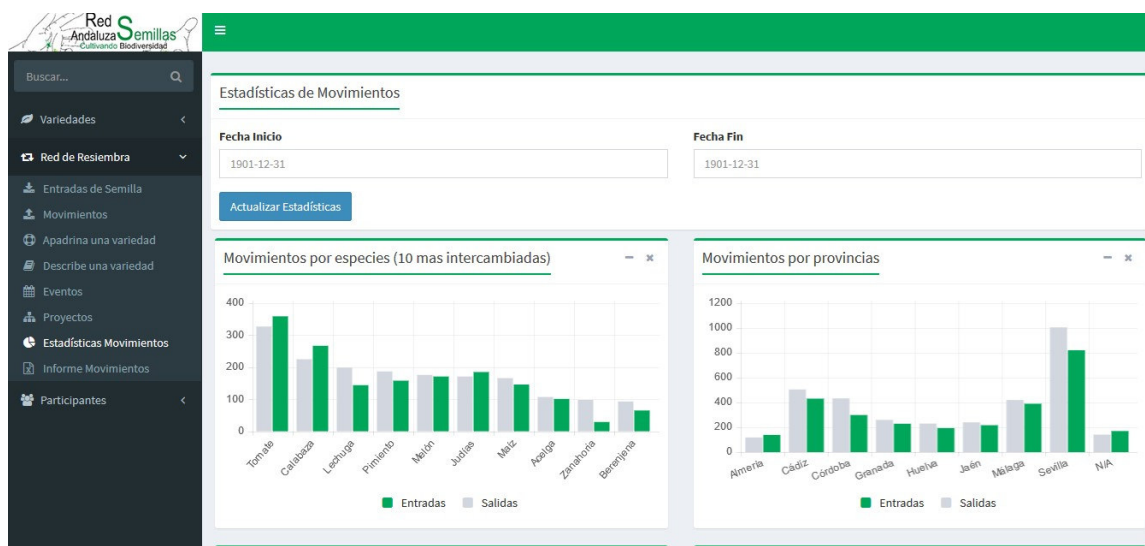 Red
Andaluza Semillas
Cultivando Biodiversidad
Buscar...
Variedades
Red de Resiembra
Entradas de Semilla
Movimientos
Apadrina una variedad
Describe una variedad
Eventos
Proyectos
Estadísticas Movimientos
Informe Movimientos
Participantes
Estadísticas de Movimientos
Fecha Inicio
1901-12-31
Fecha Fin
1901-12-31
Actualizar Estadísticas
Movimientos por especies (10 mas intercambiadas)
400
300
200
100
0
Tomate Calabaza Lechuga Pimiento Melón Judías Maíz Acelga Zanahoria Berenjena
Entradas Salidas
Movimientos por provincias
1200
1000
800
600
400
200
0
Almería Cádiz Córdoba Granada Huelva Jaén Málaga Sevilla N/A
Entradas Salidas